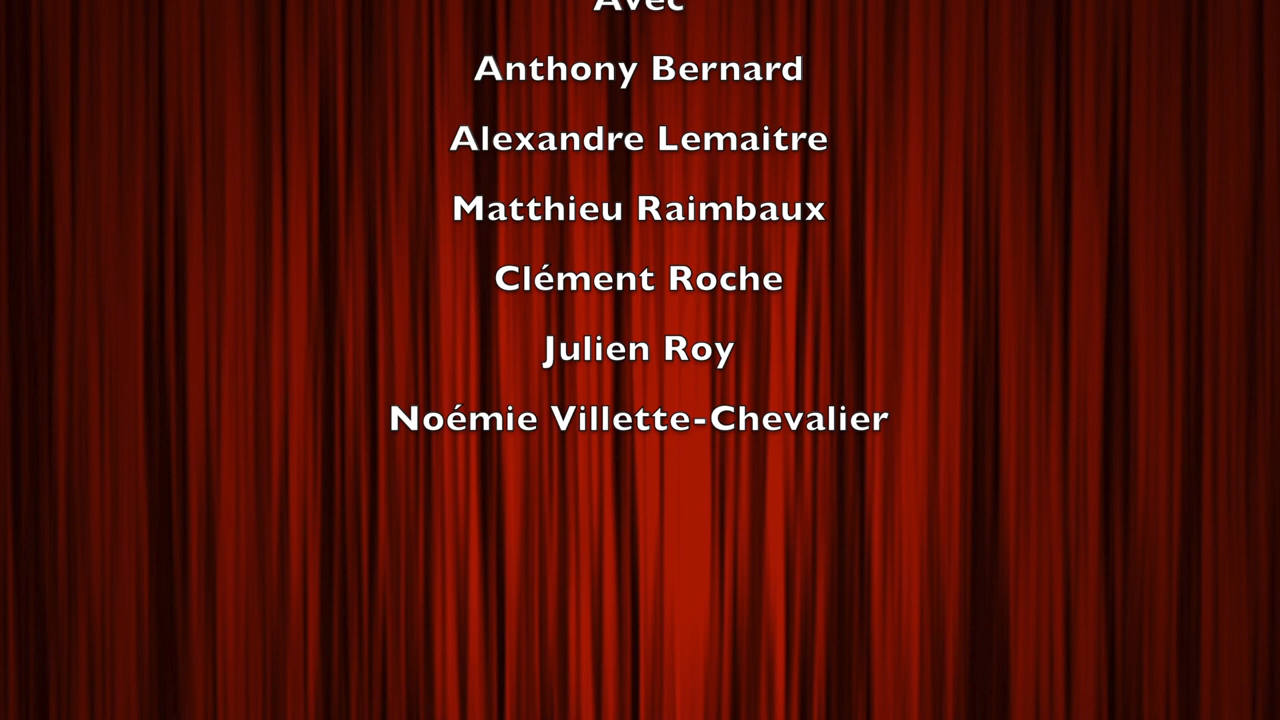 Avec
Anthony Bernard
Alexandre Lemaitre
Matthieu Raimbaux
Clément Roche
Julien Roy
Noémie Villette-Chevalier